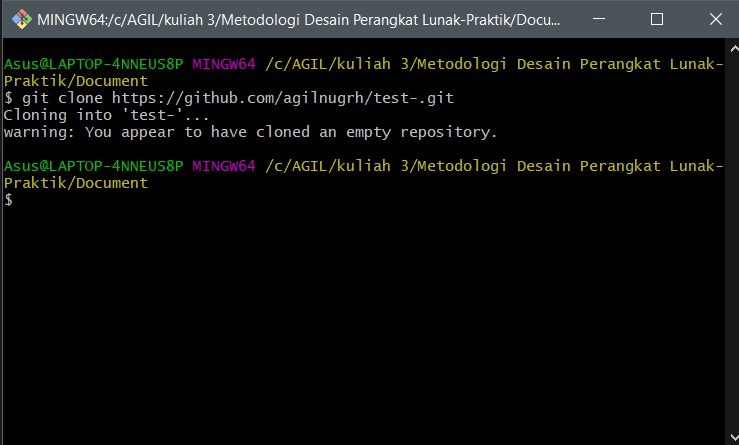 MINGW64:/c/AGIL/kuliah 3/Metodologi Desain Perangkat Lunak-Praktik/Docu...
Asus@LAPTOP-4NNEUS8P MINGW64 /c/AGIL/kuliah 3/Metodologi Desain Perangkat Lunak-
Praktik/Document
$ git clone https://github.com/agilnugrh/test-.git
Cloning into 'test-'...
warning: You appear to have cloned an empty repository.
Asus@LAPTOP-4NNEUS8P MINGW64 /c/AGIL/kuliah 3/Metodologi Desain Perangkat Lunak-
Praktik/Document
$